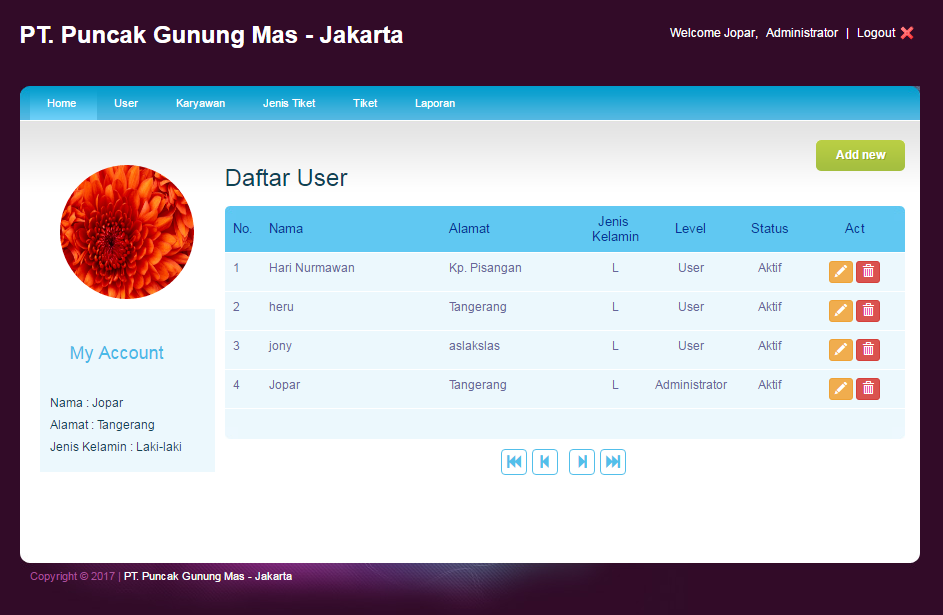 PT. Puncak Gunung Mas - Jakarta
Welcome Jopar, Administrator | Logout
Home User Karyawan Jenis Tiket Tiket Laporan
Add new
Daftar User
No. Nama Alamat Jenis Kelamin Level Status Act
1 Hari Nurmawan Kp. Pisangan L User Aktif
2 heru Tangerang L User Aktif
3 jony aslakslas L User Aktif
4 Jopar Tangerang L Administrator Aktif
My Account
Nama : Jopar
Alamat : Tangerang
Jenis Kelamin : Laki-laki
Copyright © 2017 | PT. Puncak Gunung Mas - Jakarta